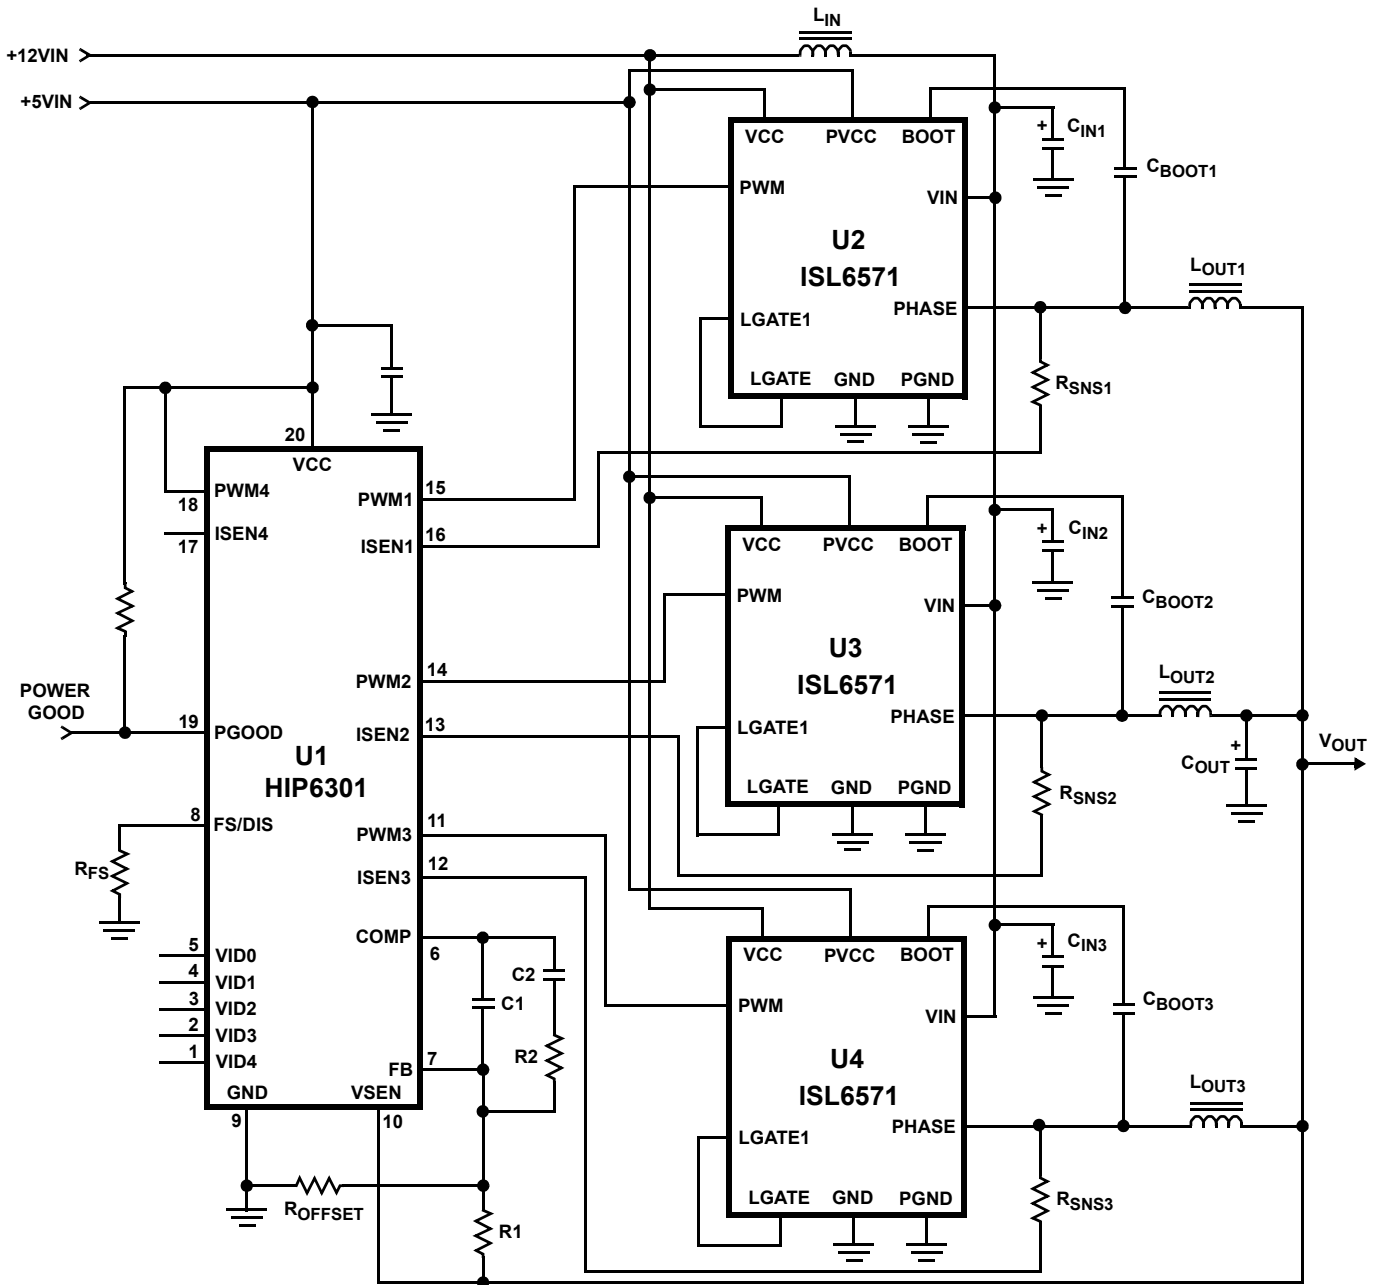 LIN
+12VIN
+5VIN
VCC
PVCC
BOOT
+
CIN1
CBOOT1
PWM
VIN
U2
ISL6571
LOUT1
LGATE1
PHASE
LGATE
GND
PGND
RSNS1
20
VCC
PWM4
18
PWM1
15
ISEN4
17
ISEN1
16
VCC
PVCC
BOOT
+
CIN2
CBOOT2
PWM
VIN
U3
ISL6571
LOUT2
PWM2
14
POWER
GOOD
19
PGOOD
ISEN2
13
LGATE1
PHASE
U1
HIP6301
+
COUT
VOUT
LGATE
GND
PGND
RSNS2
8
FS/DIS
PWM3
11
RFS
ISEN3
12
COMP
6
VCC
PVCC
BOOT
+
CIN3
5
VID0
4
VID1
3
VID2
2
VID3
1
VID4
C2
C1
R2
FB
7
PWM
VIN
CBOOT3
U4
ISL6571
LOUT3
GND
VSEN
9
10
LGATE1
PHASE
LGATE
GND
PGND
RSNS3
ROFFSET
R1